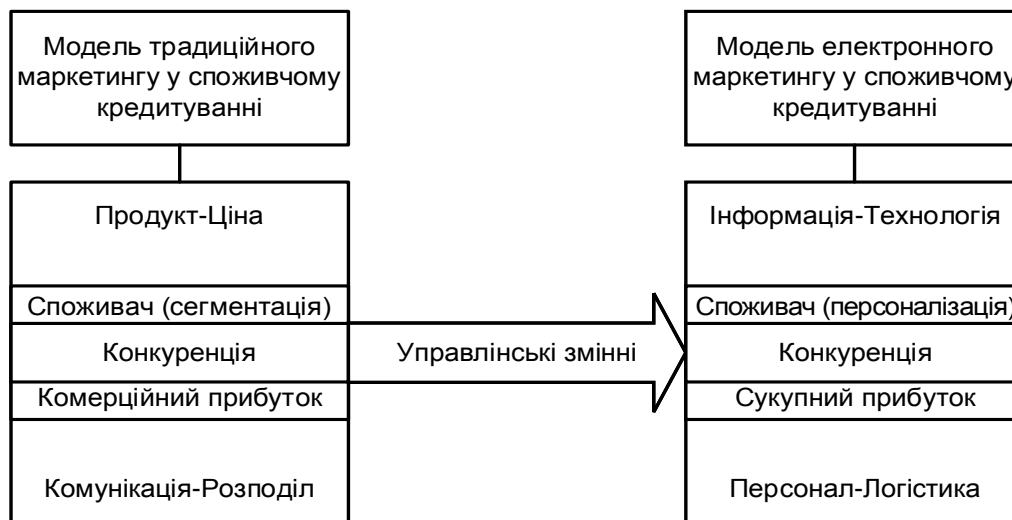 Модель традиційного
маркетингу у споживчому
кредитуванні
Модель електронного
маркетингу у споживчому
кредитуванні
Продукт-Ціна
Інформація-Технологія
Споживач (сегментація)
Споживач (персоналізація)
Конкуренція
Управлінські змінні
Конкуренція
Комерційний прибуток
Сукупний прибуток
Комунікація-Розподіл
Персонал-Логістика